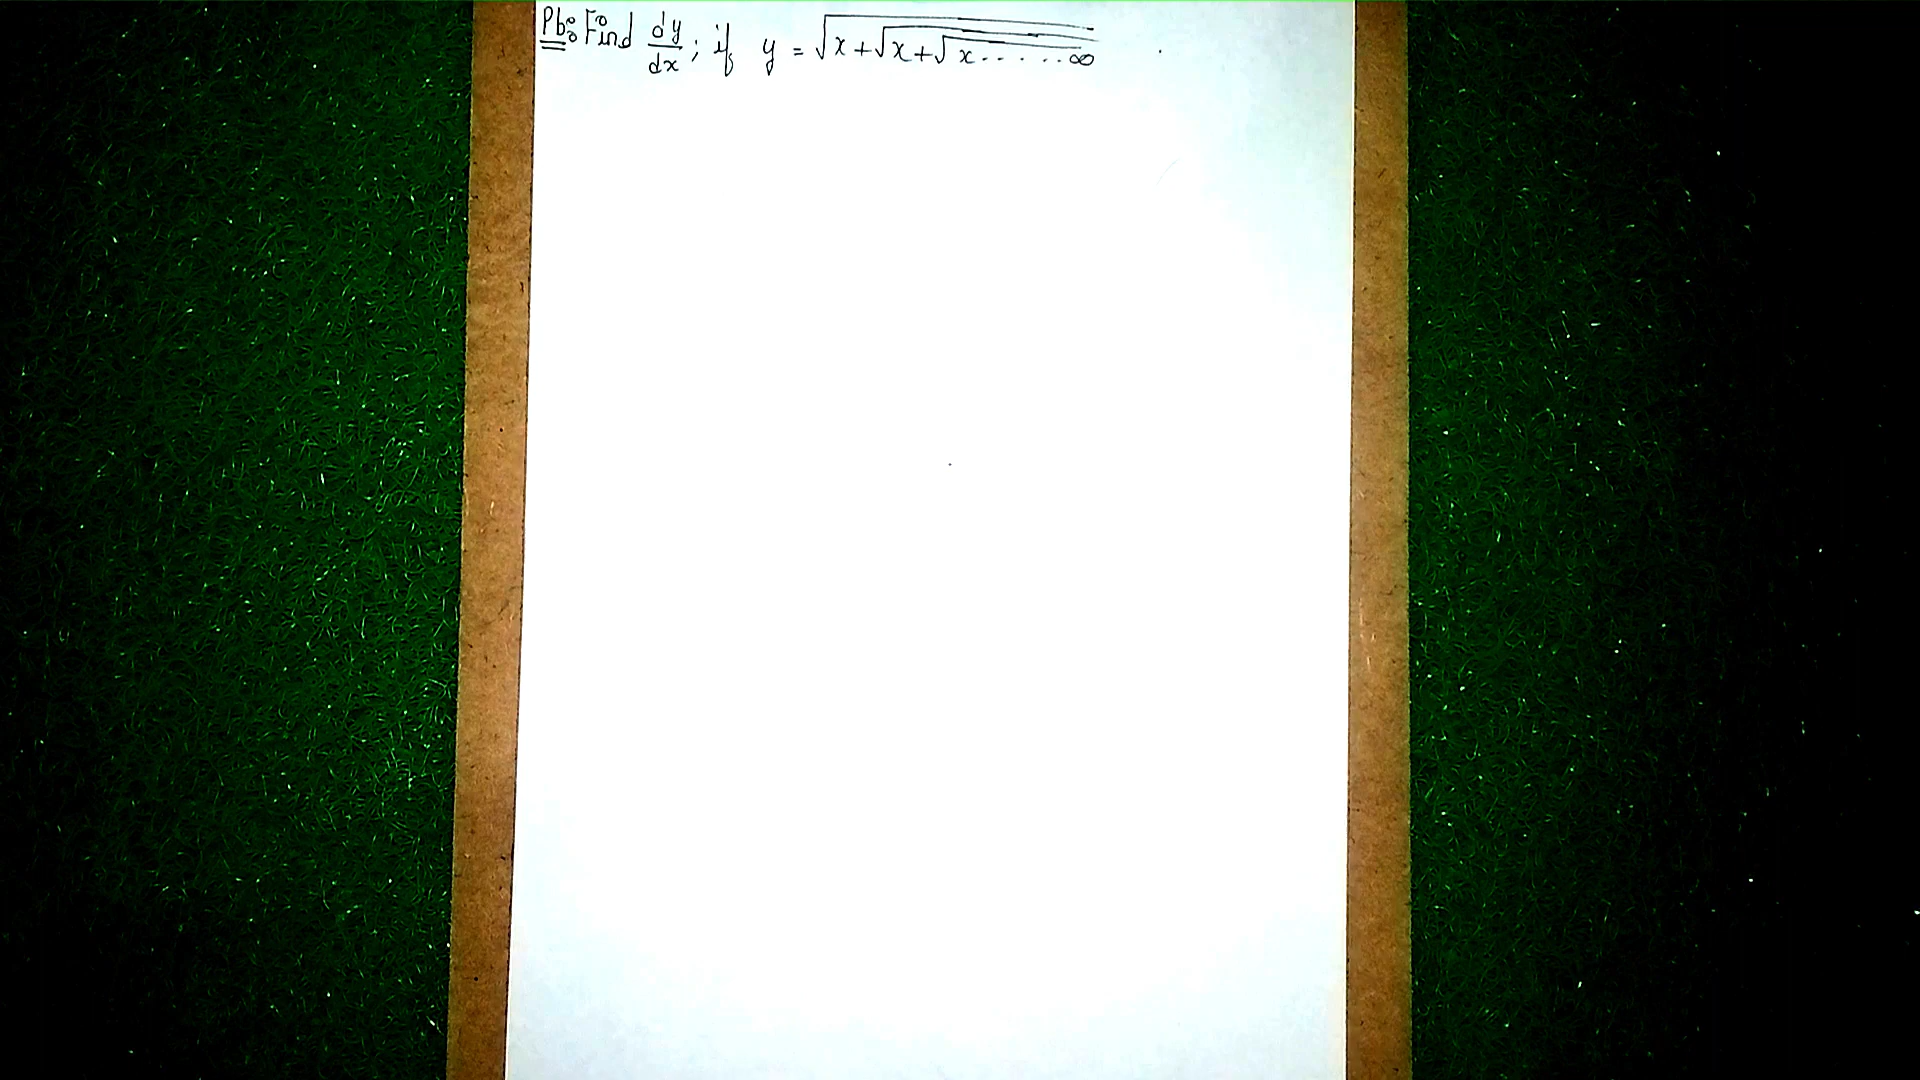 Pb: Find dy/dx ; if y = √(x+√(x+√(x......∞